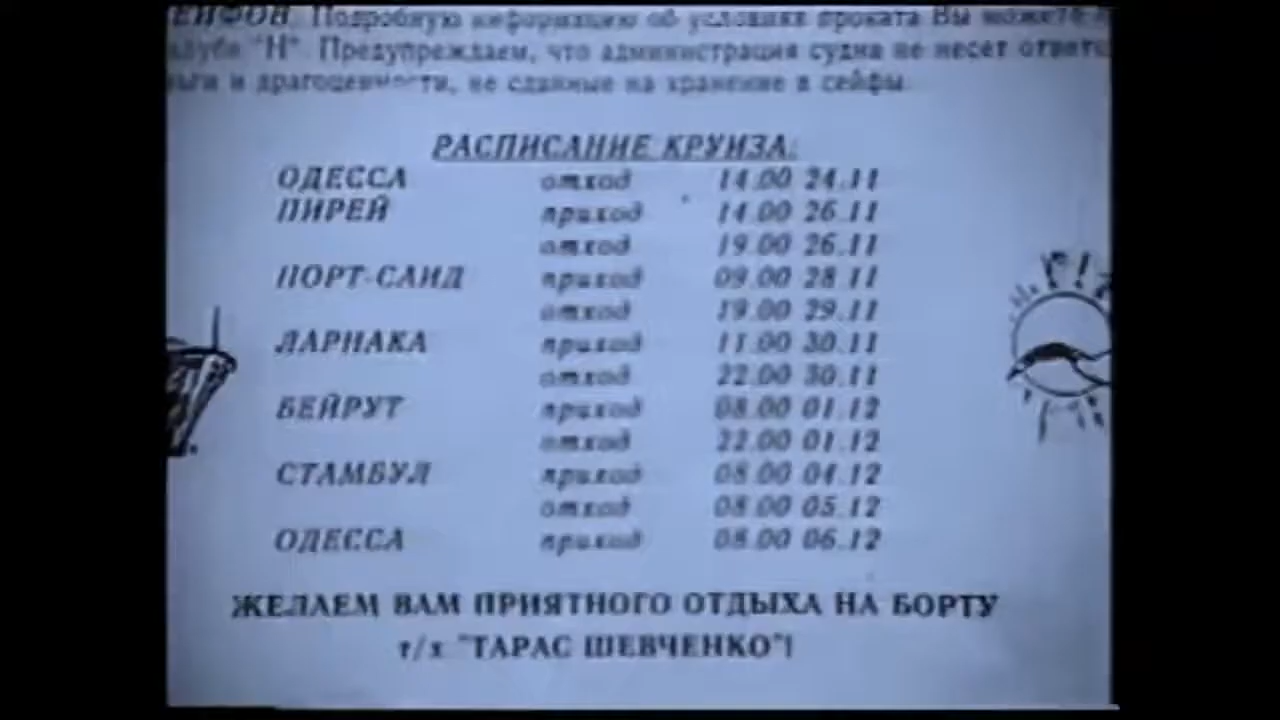 СЕЙФОВ. Подробную информацию об условиях проката Вы можете
клубе "Н". Предупреждаем, что администрация судна не несет
и драгоценности, не сданные на хранение в сейфы.
РАСПИСАНИЕ КРУИЗА:
ОДЕССА отход 14.00 24.11
ПИРЕЙ приход 14.00 26.11
отход 19.00 26.11
ПОРТ-САИД приход 09.00 28.11
отход 19.00 29.11
ЛАРНАКА приход 11.00 30.11
отход 22.00 30.11
БЕЙРУТ приход 08.00 01.12
отход 22.00 01.12
СТАМБУЛ приход 08.00 04.12
отход 08.00 05.12
ОДЕССА приход 08.00 06.12
ЖЕЛАЕМ ВАМ ПРИЯТНОГО ОТДЫХА НА БОРТУ
т/х "ТАРАС ШЕВЧЕНКО"!